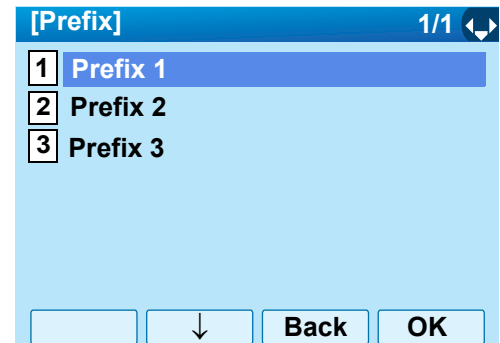 [Prefix] 1/1
1 Prefix 1
2 Prefix 2
3 Prefix 3
↓ Back OK